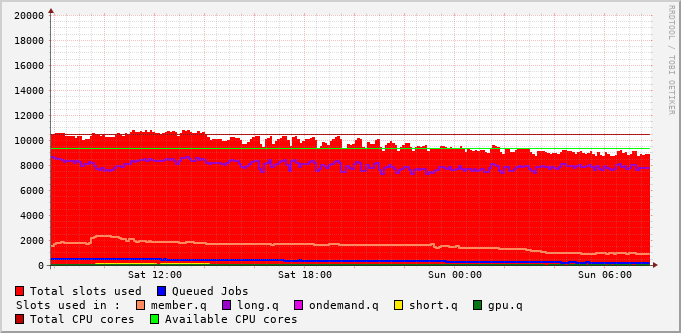 20000
18000
16000
14000
12000
10000
8000
6000
4000
2000
0
Sat 12:00 Sat 18:00 Sun 00:00 Sun 06:00
Total slots used Queued Jobs
Slots used in : member.q long.q ondemand.q short.q gpu.q
Total CPU cores Available CPU cores
RRDTOOL / TOBI OETIKER